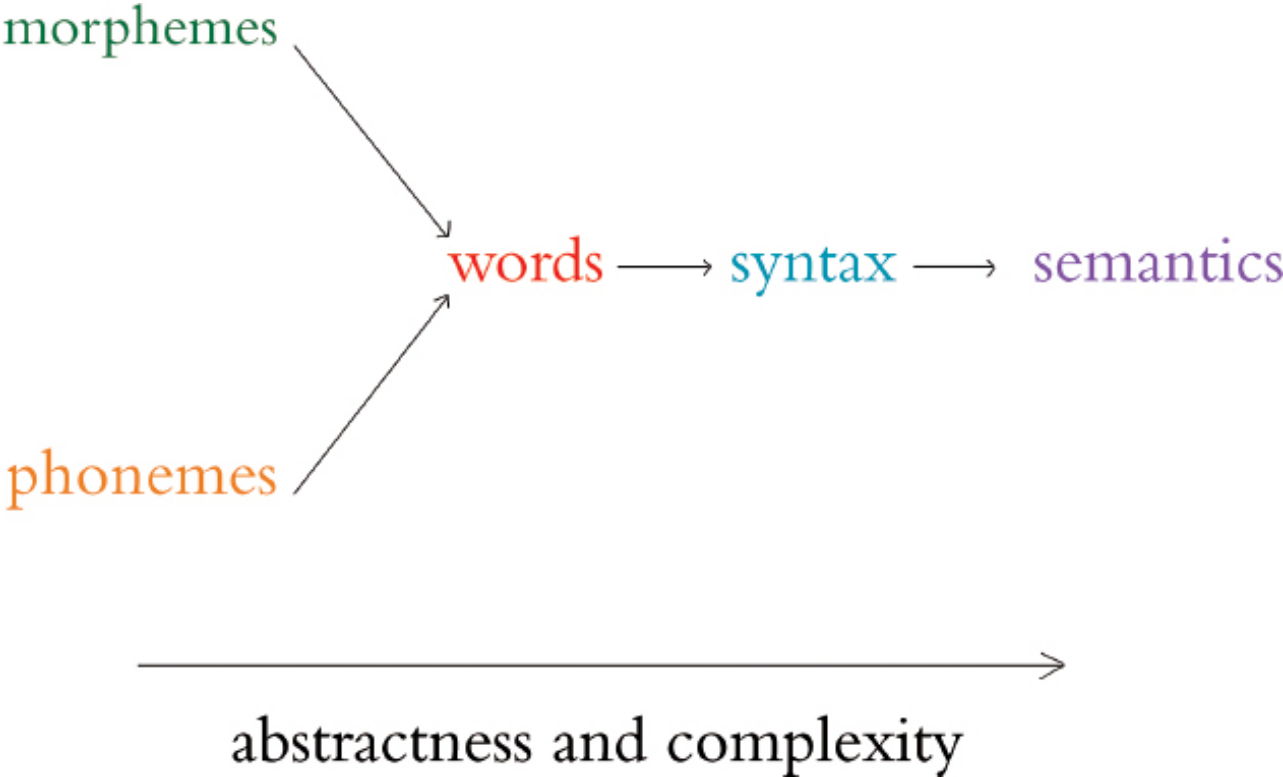 morphemes
words syntax semantics
phonemes
abstractness and complexity